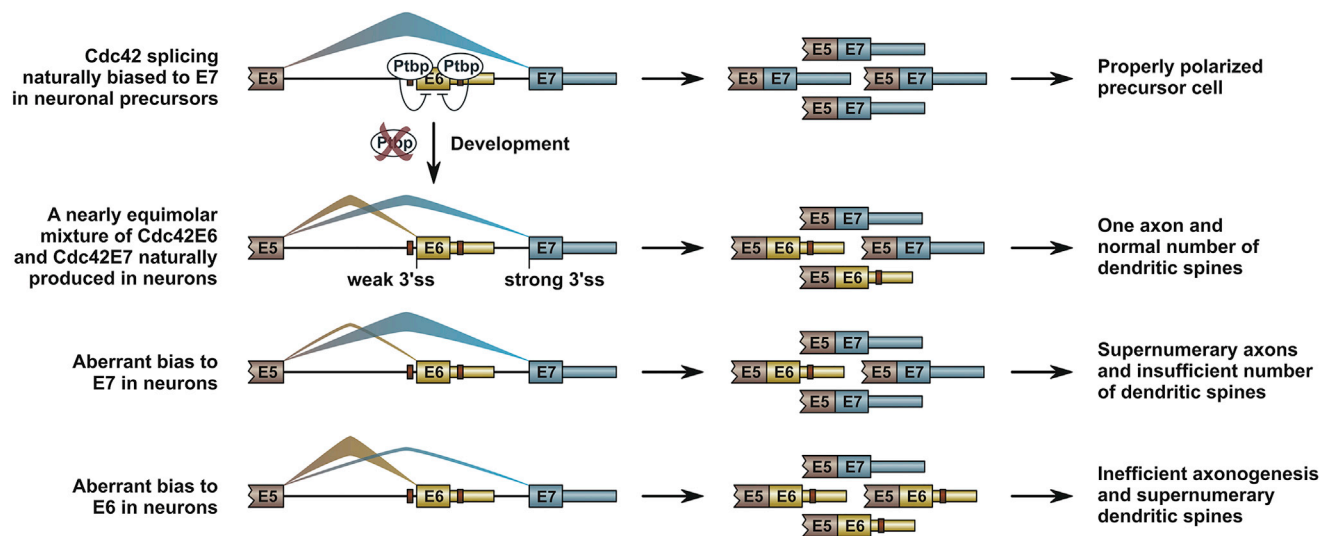 Cdc42 splicing
naturally biased to E7
in neuronal precursors
E5
Ptbp
E6
Ptbp
E7
E5 E7
E5 E7
E5 E7
E5 E7
Properly polarized
precursor cell
Ptbp
Development
A nearly equimolar
mixture of Cdc42E6
and Cdc42E7 naturally
produced in neurons
E5
E6
E7
weak 3'ss
strong 3'ss
E5 E7
E5 E6
E5 E7
E5 E6
One axon and
normal number of
dendritic spines
Aberrant bias to
E7 in neurons
E5
E6
E7
E5 E7
E5 E6
E5 E7
E5 E7
Supernumerary axons
and insufficient number
of dendritic spines
Aberrant bias to
E6 in neurons
E5
E6
E7
E5 E7
E5 E6
E5 E6
E5 E6
Inefficient axonogenesis
and supernumerary
dendritic spines